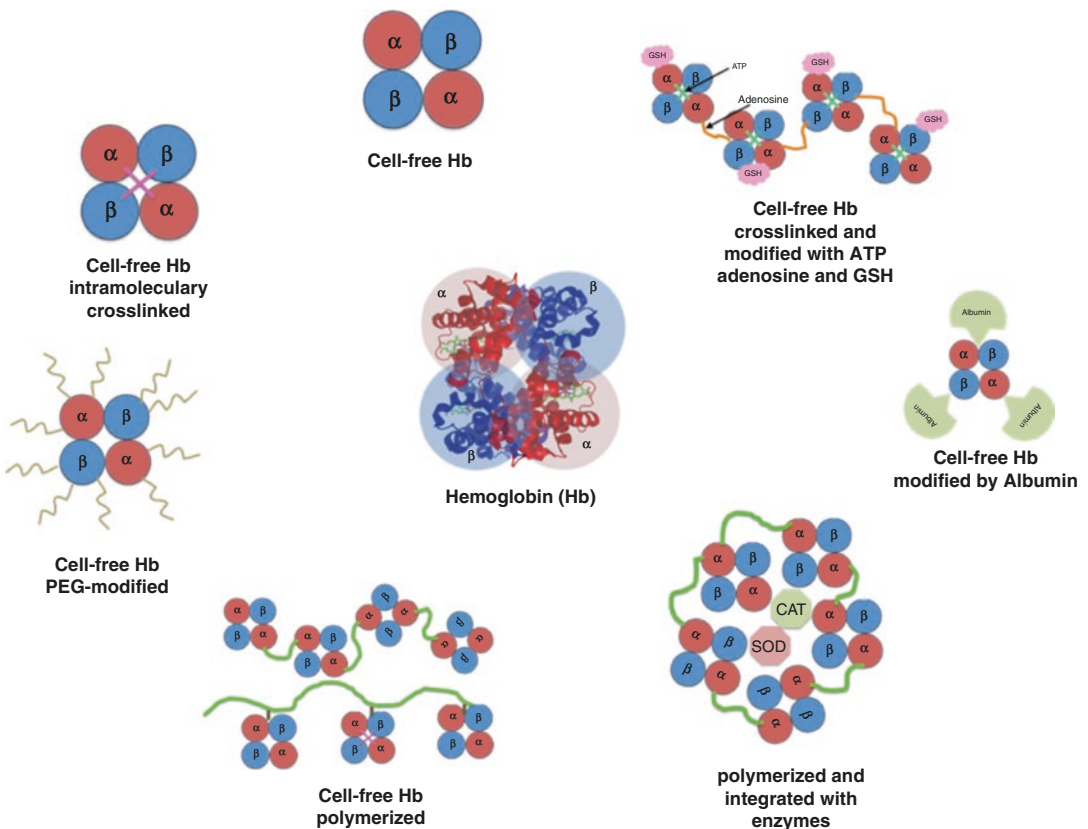 α β
β α
Cell-free Hb
GSH
α β
β α
ATP
Adenosine
α β
β α
GSH
GSH
α β
β α
GSH
α β
β α
Cell-free Hb
crosslinked and
modified with ATP
adenosine and GSH
α β
β α
Cell-free Hb
intramoleculary
crosslinked
α β
β α
Hemoglobin (Hb)
Albumin
α β
β α
Albumin
Albumin
Cell-free Hb
modified by Albumin
α β
β α
Cell-free Hb
PEG-modified
α β
β α
α β
β α
β
α α
β
β
α α
β
α β
β α
α β
β α
α β
β α
Cell-free Hb
polymerized
α β
β α
α β
β α
CAT
α β
β α
SOD
α β
β α
α
β β
α
polymerized and
integrated with
enzymes